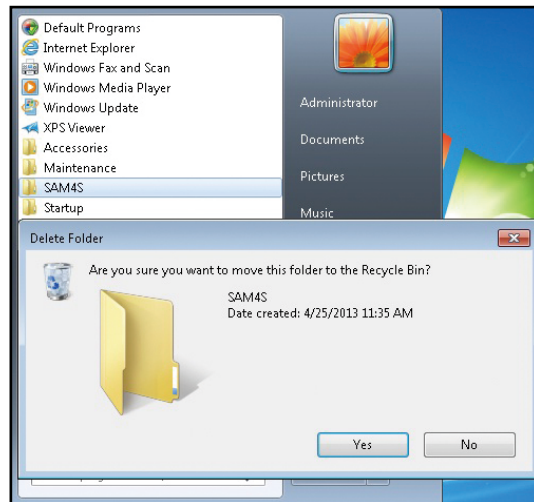 Default Programs
Internet Explorer
Windows Fax and Scan
Windows Media Player
Windows Update
XPS Viewer
Accessories
Maintenance
SAM4S
Startup
Administrator
Documents
Pictures
Music
Delete Folder
Are you sure you want to move this folder to the Recycle Bin?
SAM4S
Date created: 4/25/2013 11:35 AM
Yes
No